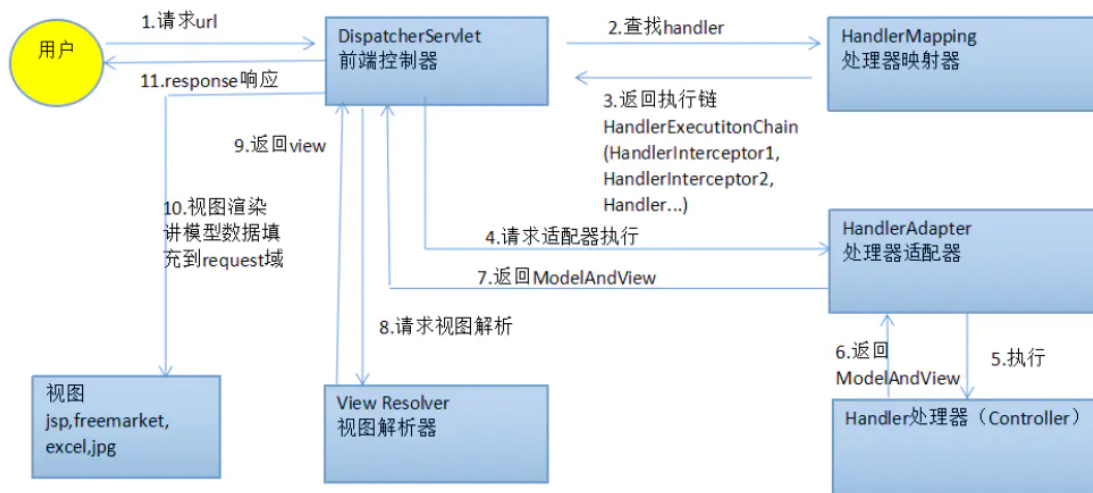 1.请求url
用户
DispatcherServlet
前端控制器
2.查找handler
HandlerMapping
处理器映射器
11.response响应
3.返回执行链
HandlerExecutitonChain
(HandlerInterceptor1,
HandlerInterceptor2,
Handler...)
9.返回view
10.视图渲染
讲模型数据填
充到request域
4.请求适配器执行
HandlerAdapter
处理器适配器
7.返回ModelAndView
8.请求视图解析
6.返回
ModelAndView
5.执行
视图
jsp,freemarket,
excel,jpg
View Resolver
视图解析器
Handler处理器（Controller）